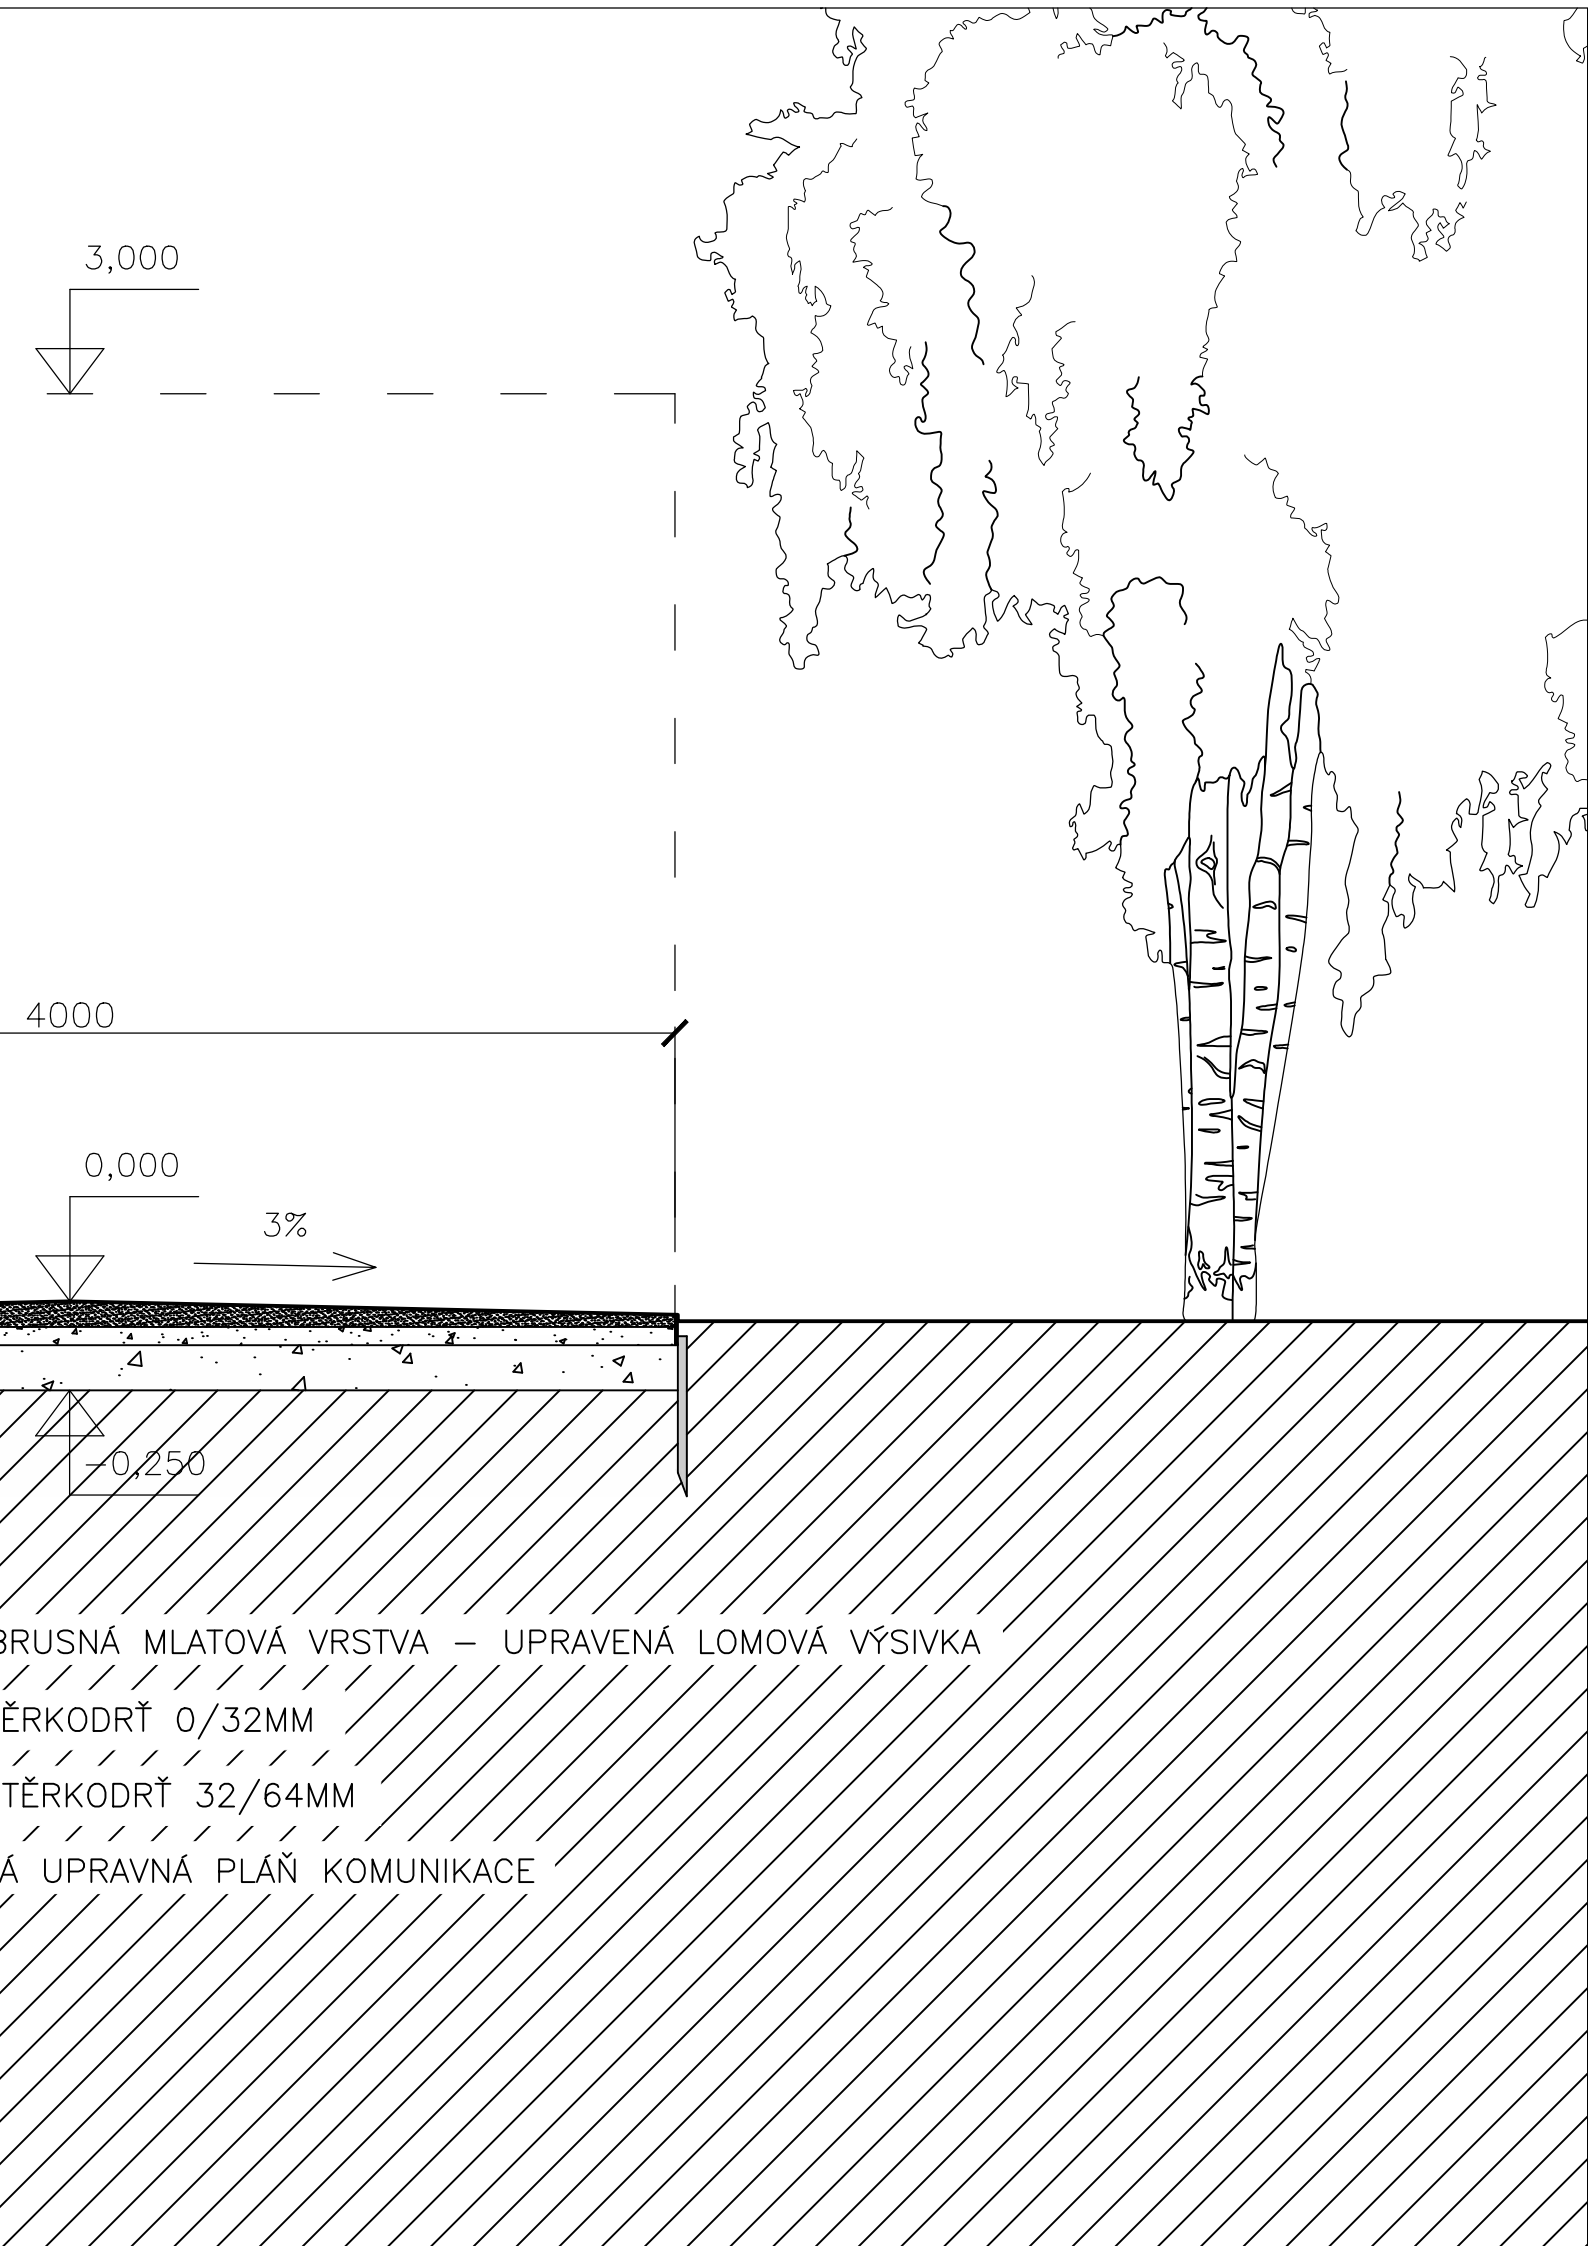 3,000
4000
0,000
3%
-0,250
BRUSNÁ MLATOVÁ VRSTVA – UPRAVENÁ LOMOVÁ VÝSIVKA
ĚRKODRŤ 0/32MM
TĚRKODRŤ 32/64MM
Á UPRAVNÁ PLÁŇ KOMUNIKACE